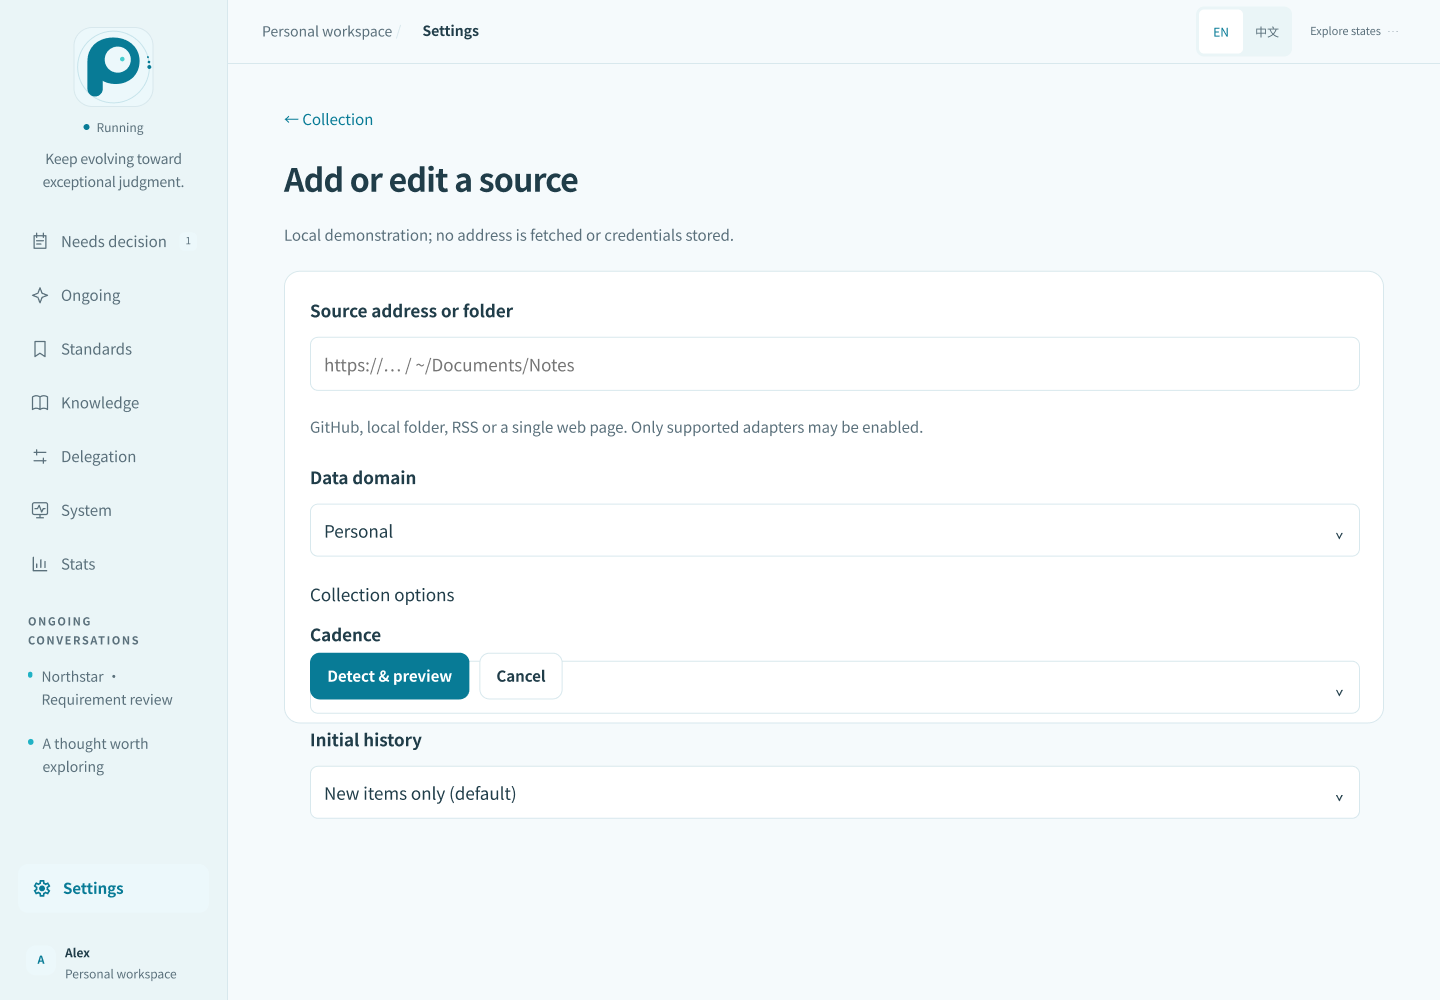 Running
Keep evolving toward
exceptional judgment.
Needs decision 1
Ongoing
Standards
Knowledge
Delegation
System
Stats
ONGOING
CONVERSATIONS
Northstar •
Requirement review
A thought worth
exploring
Settings
A
Alex
Personal workspace
Personal workspace / Settings
EN 中文 Explore states ···
← Collection
Add or edit a source
Local demonstration; no address is fetched or credentials stored.
Source address or folder
https://… / ~/Documents/Notes
GitHub, local folder, RSS or a single web page. Only supported adapters may be enabled.
Data domain
Personal
Collection options
Cadence
Detect & preview Cancel
Initial history
New items only (default)